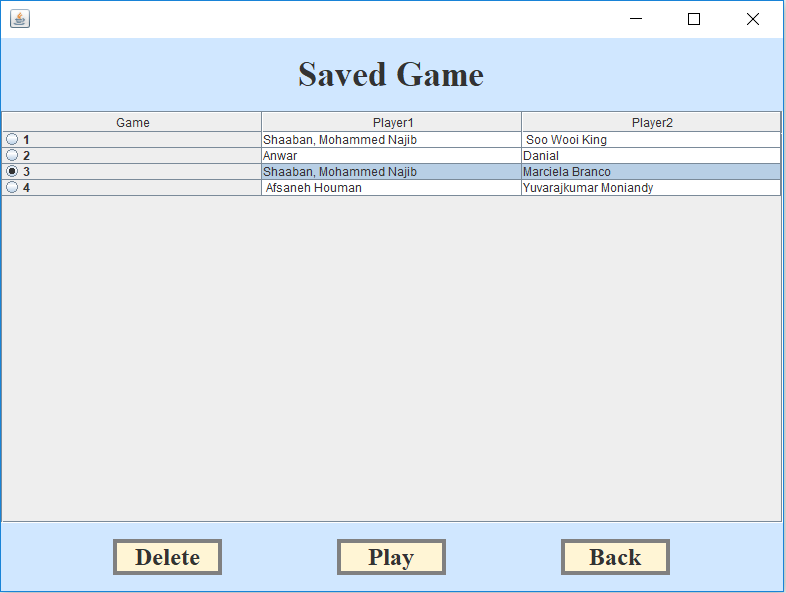 Saved Game
Game Player1 Player2
1 Shaaban, Mohammed Najib Soo Wooi King
2 Anwar Danial
3 Shaaban, Mohammed Najib Marciela Branco
4 Afsaneh Houman Yuvarajkumar Moniandy
Delete Play Back